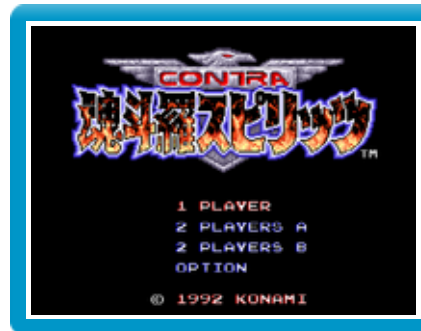 CONTRA
魂斗羅スピリッツ
TM
1 PLAYER
2 PLAYERS A
2 PLAYERS B
OPTION
© 1992 KONAMI